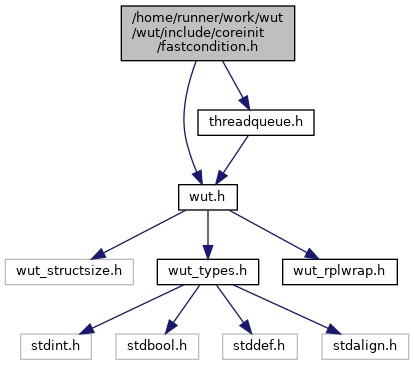 /home/runner/work/wut
/wut/include/coreinit
/fastcondition.h
threadqueue.h
wut.h
wut_structsize.h
wut_types.h
wut_rplwrap.h
stdint.h
stdbool.h
stddef.h
stdalign.h